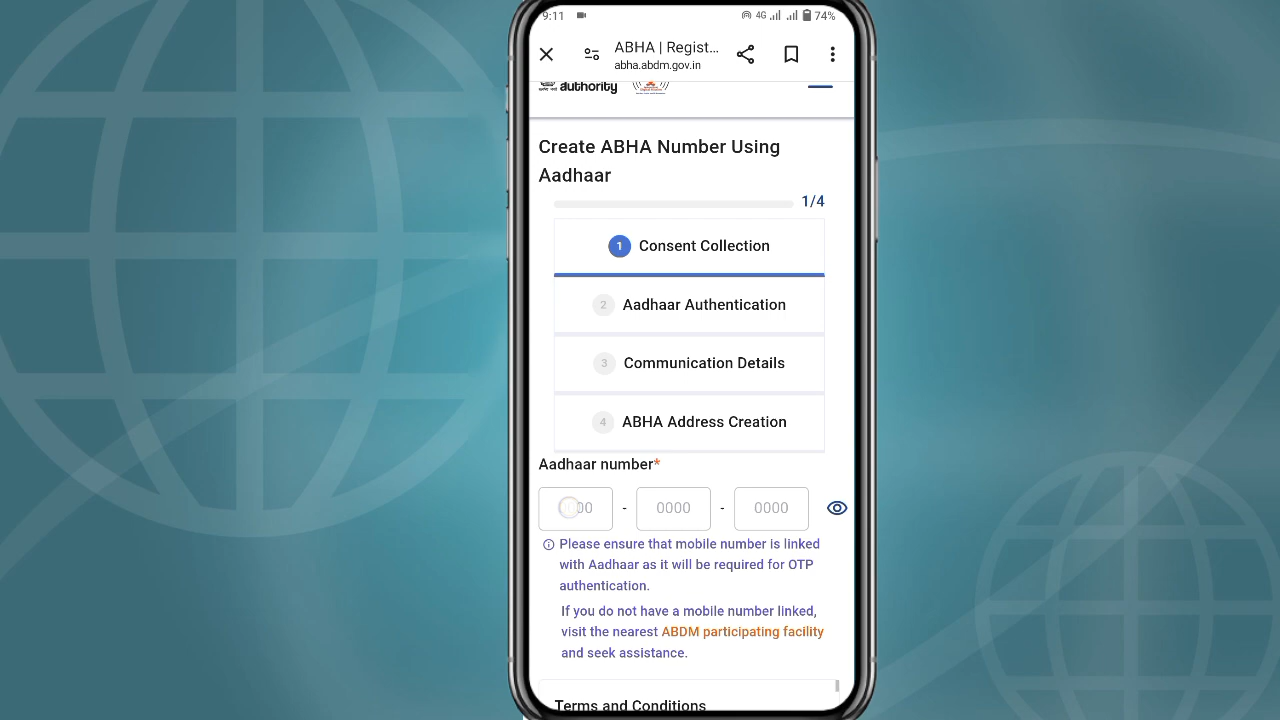 9:11 4G 74%
ABHA | Regist...
abha.abdm.gov.in
authority
Create ABHA Number Using
Aadhaar
1/4
1 Consent Collection
2 Aadhaar Authentication
3 Communication Details
4 ABHA Address Creation
Aadhaar number*
0000 - 0000 - 0000
Please ensure that mobile number is linked
with Aadhaar as it will be required for OTP
authentication.
If you do not have a mobile number linked,
visit the nearest ABDM participating facility
and seek assistance.
Terms and Conditions